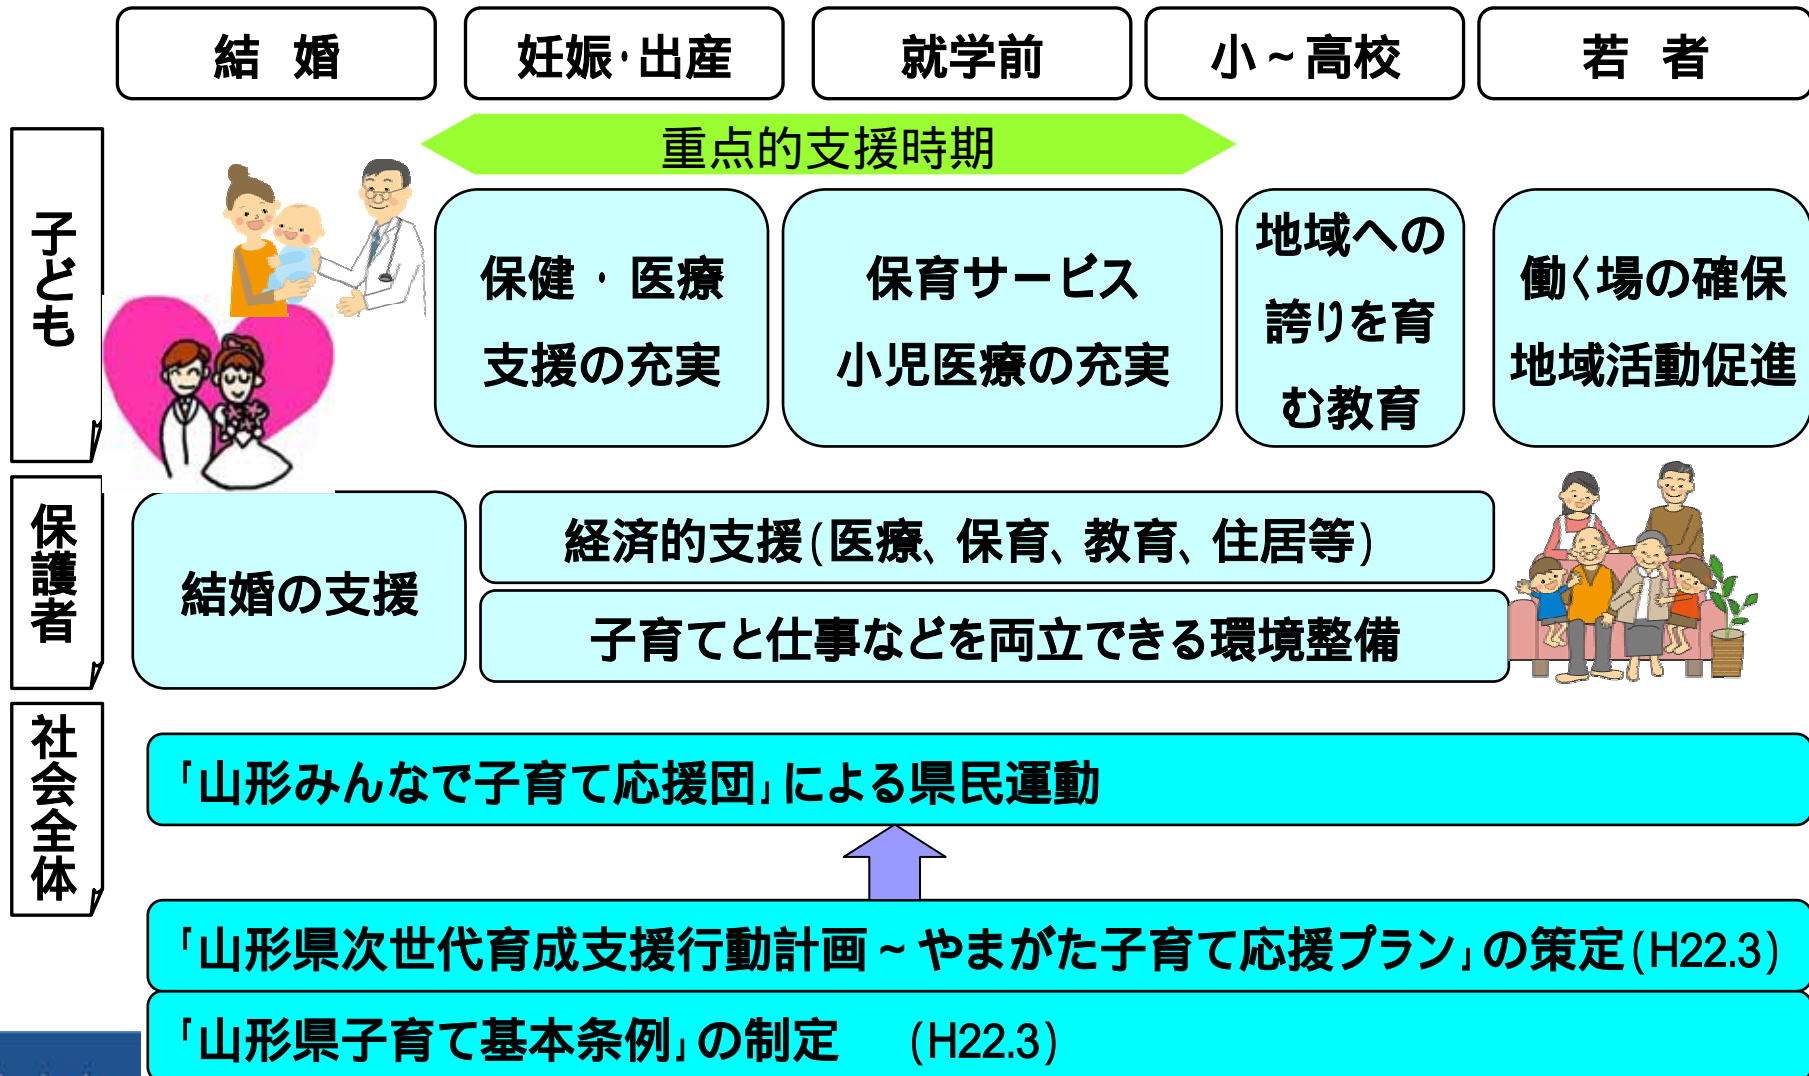 結 婚
妊娠・出産
就学前
小~高校
若 者
重点的支援時期
子ども
保健・医療
支援の充実
保育サービス
小児医療の充実
地域への
誇りを育
む教育
働く場の確保
地域活動促進
保護者
結婚の支援
経済的支援(医療、保育、教育、住居等)
子育てと仕事などを両立できる環境整備
社会全体
「山形みんなで子育て応援団」による県民運動
「山形県次世代育成支援行動計画~やまがた子育て応援プラン」の策定(H22.3)
「山形県子育て基本条例」の制定 (H22.3)